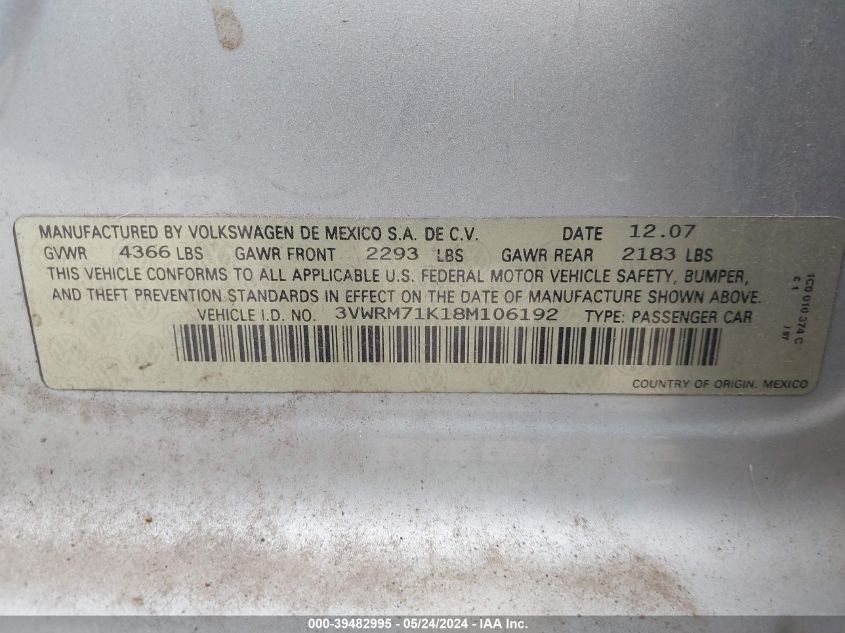 MANUFACTURED BY VOLKSWAGEN DE MEXICO S.A. DE C.V. DATE 12.07
GVWR 4366 LBS GAWR FRONT 2293 LBS GAWR REAR 2183 LBS
THIS VEHICLE CONFORMS TO ALL APPLICABLE U.S. FEDERAL MOTOR VEHICLE SAFETY, BUMPER,
AND THEFT PREVENTION STANDARDS IN EFFECT ON THE DATE OF MANUFACTURE SHOWN ABOVE.
VEHICLE I.D. NO. 3VWRM71K18M106192 TYPE: PASSENGER CAR
COUNTRY OF ORIGIN. MEXICO
1C0 010 374 C
000-39482995 - 05/24/2024 - IAA Inc.